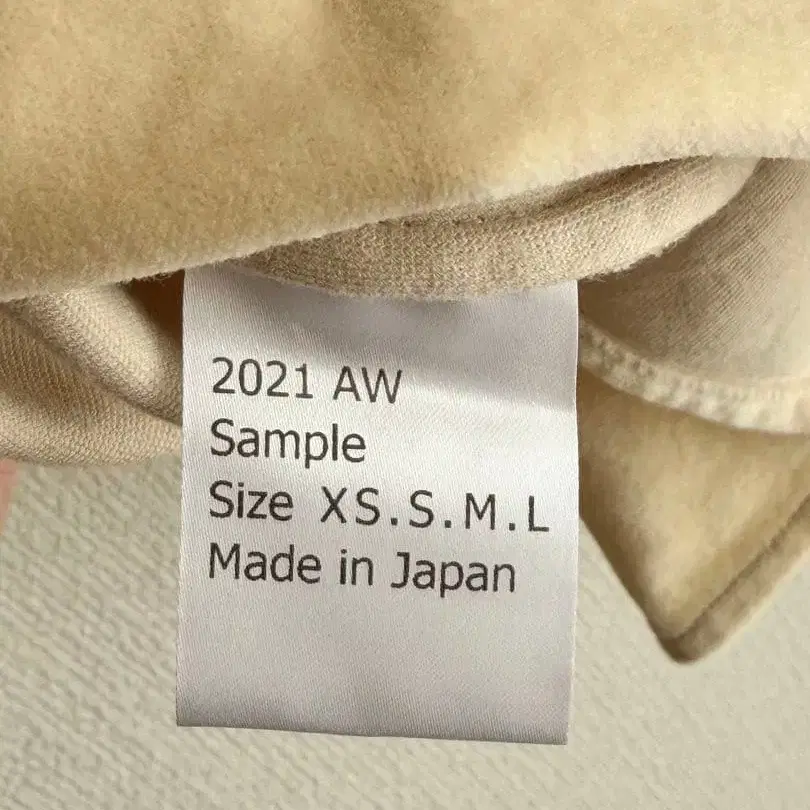 2021 AW
Sample
Size XS.S.M.L
Made in Japan